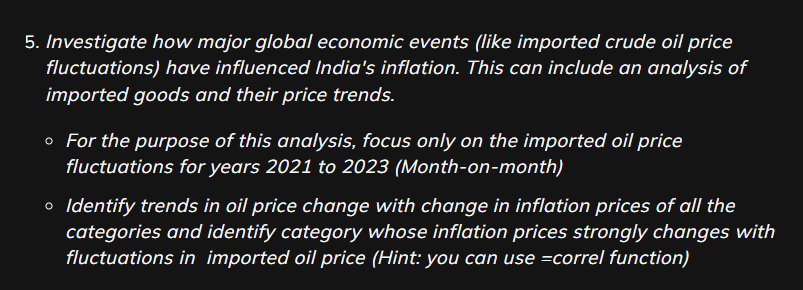 5. Investigate how major global economic events (like imported crude oil price
fluctuations) have influenced India's inflation. This can include an analysis of
imported goods and their price trends.
○ For the purpose of this analysis, focus only on the imported oil price
fluctuations for years 2021 to 2023 (Month-on-month)
○ Identify trends in oil price change with change in inflation prices of all the
categories and identify category whose inflation prices strongly changes with
fluctuations in imported oil price (Hint: you can use =correl function)